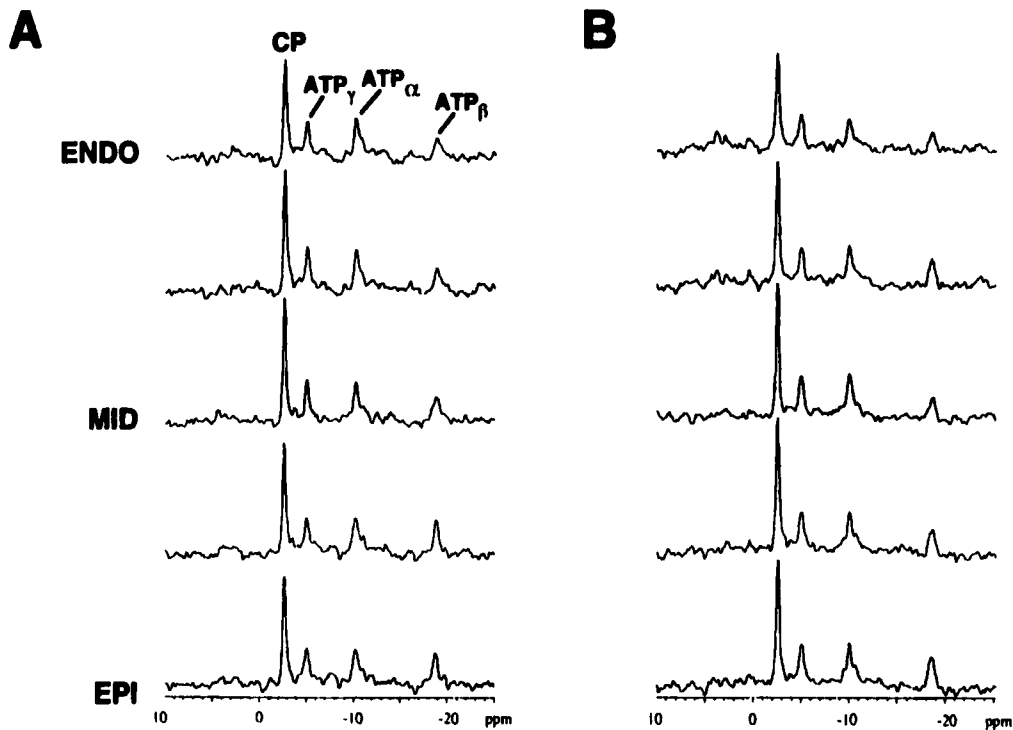 A
B
CP
ATPγ
ATPα
ATPβ
ENDO
MID
EPI
10 0 -10 -20 ppm
10 0 -10 -20 ppm